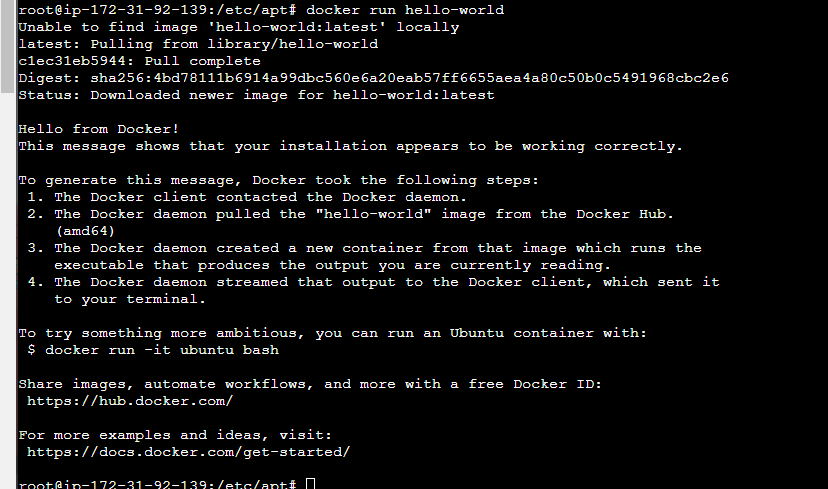 root@ip-172-31-92-139:/etc/apt# docker run hello-world
Unable to find image 'hello-world:latest' locally
latest: Pulling from library/hello-world
c1ec31eb5944: Pull complete
Digest: sha256:4bd78111b6914a99dbc560e6a20eab57ff6655aea4a80c50b0c5491968cbc2e6
Status: Downloaded newer image for hello-world:latest

Hello from Docker!
This message shows that your installation appears to be working correctly.

To generate this message, Docker took the following steps:
 1. The Docker client contacted the Docker daemon.
 2. The Docker daemon pulled the "hello-world" image from the Docker Hub.
    (amd64)
 3. The Docker daemon created a new container from that image which runs the
    executable that produces the output you are currently reading.
 4. The Docker daemon streamed that output to the Docker client, which sent it
    to your terminal.

To try something more ambitious, you can run an Ubuntu container with:
 $ docker run -it ubuntu bash

Share images, automate workflows, and more with a free Docker ID:
 https://hub.docker.com/

For more examples and ideas, visit:
 https://docs.docker.com/get-started/

root@ip-172-31-92-139:/etc/apt#